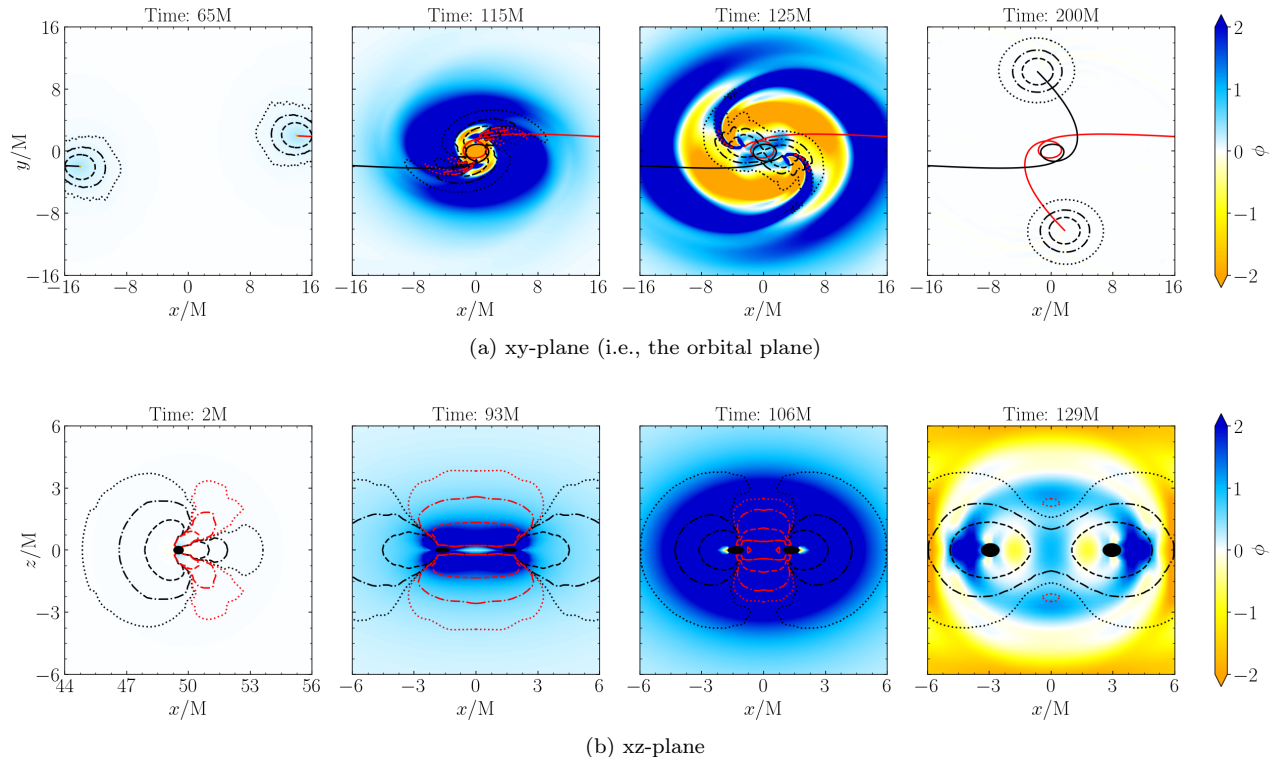 Time: 65M
Time: 115M
Time: 125M
Time: 200M
16
8
0
−8
−16
y/M
−16 −8 0 8 16
−16 −8 0 8 16
−16 −8 0 8 16
−16 −8 0 8 16
x/M
x/M
x/M
x/M
2
1
0
−1
−2
ϕ
(a) xy-plane (i.e., the orbital plane)
Time: 2M
Time: 93M
Time: 106M
Time: 129M
6
3
0
−3
−6
z/M
44 47 50 53 56
−6 −3 0 3 6
−6 −3 0 3 6
−6 −3 0 3 6
x/M
x/M
x/M
x/M
2
1
0
−1
−2
ϕ
(b) xz-plane